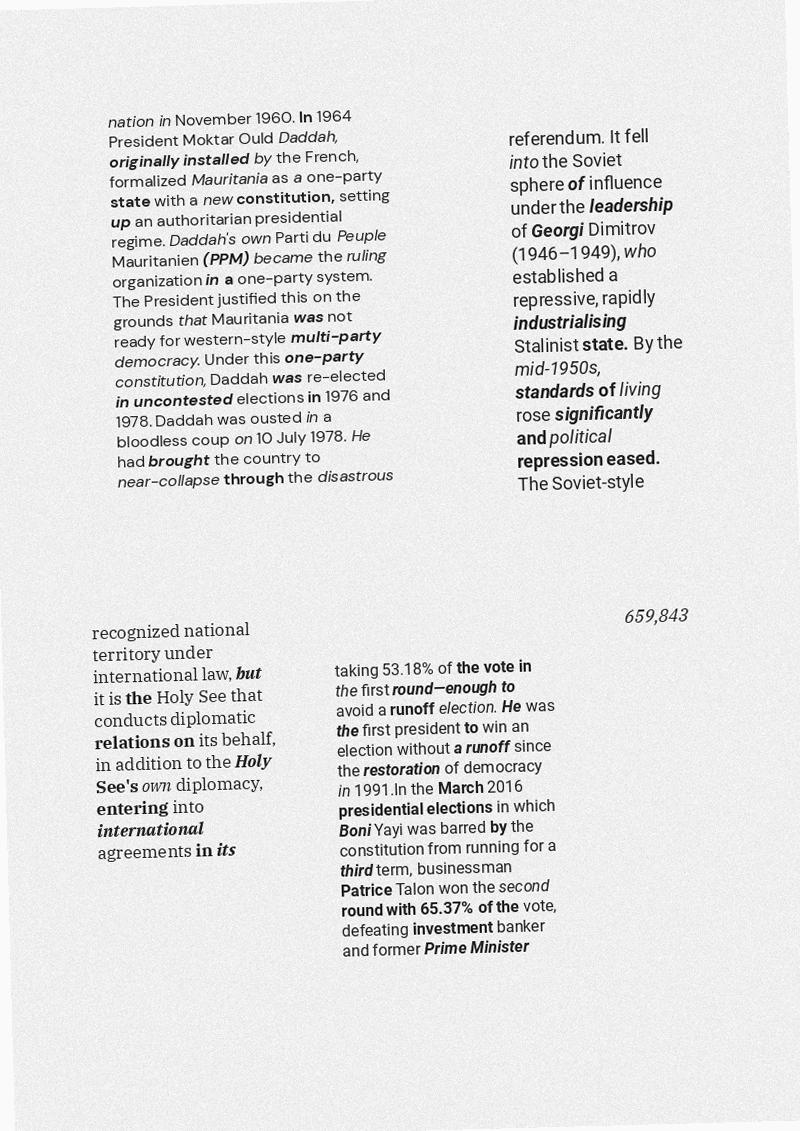 nation in November 1960. In 1964
President Moktar Ould Daddah,
originally installed by the French,
formalized Mauritania as a one-party
state with a new constitution, setting
up an authoritarian presidential
regime. Daddah's own Parti du Peuple
Mauritanien (PPM) became the ruling
organization in a one-party system.
The President justified this on the
grounds that Mauritania was not
ready for western-style multi-party
democracy. Under this one-party
constitution, Daddah was re-elected
in uncontested elections in 1976 and
1978. Daddah was ousted in a
bloodless coup on 10 July 1978. He
had brought the country to
near-collapse through the disastrous
referendum. It fell
into the Soviet
sphere of influence
under the leadership
of Georgi Dimitrov
(1946–1949), who
established a
repressive, rapidly
industrialising
Stalinist state. By the
mid-1950s,
standards of living
rose significantly
and political
repression eased.
The Soviet-style
recognized national
territory under
international law, but
it is the Holy See that
conducts diplomatic
relations on its behalf,
in addition to the Holy
See's own diplomacy,
entering into
international
agreements in its
taking 53.18% of the vote in
the first round—enough to
avoid a runoff election. He was
the first president to win an
election without a runoff since
the restoration of democracy
in 1991.In the March 2016
presidential elections in which
Boni Yayi was barred by the
constitution from running for a
third term, businessman
Patrice Talon won the second
round with 65.37% of the vote,
defeating investment banker
and former Prime Minister
659,843